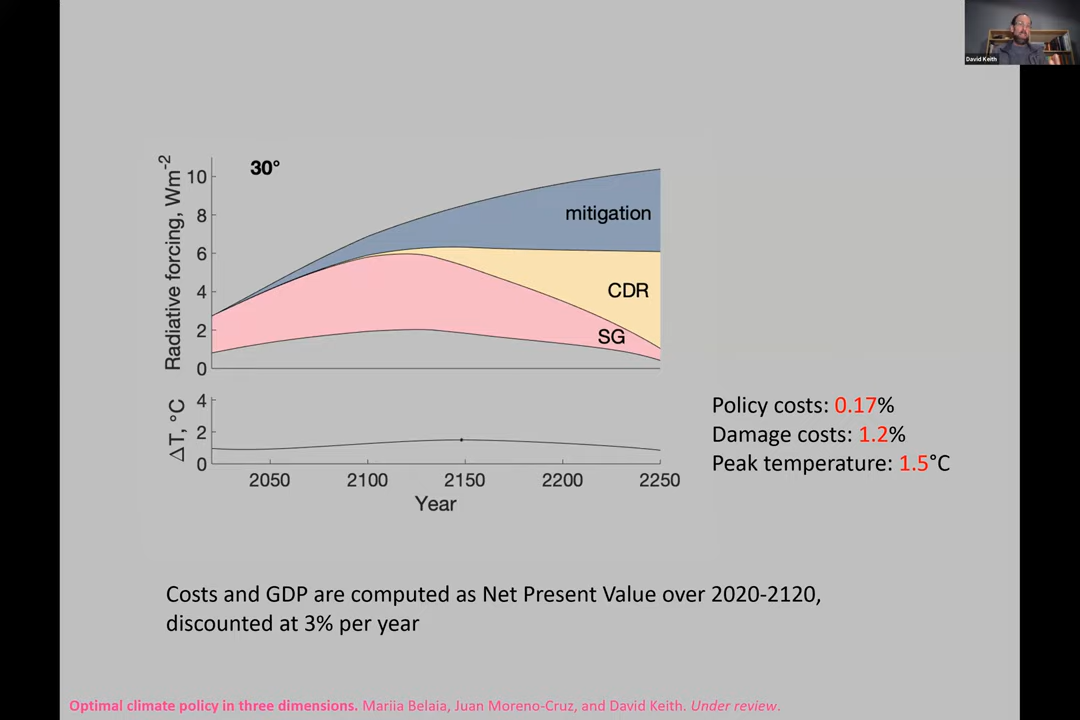 David Keith
30°
Radiative forcing, Wm-2
10
8
6
4
2
0
mitigation
CDR
SG
ΔT, °C
4
2
0
2050 2100 2150 2200 2250
Year
Policy costs: 0.17%
Damage costs: 1.2%
Peak temperature: 1.5°C
Costs and GDP are computed as Net Present Value over 2020-2120,
discounted at 3% per year
Optimal climate policy in three dimensions. Mariia Belaia, Juan Moreno-Cruz, and David Keith. Under review.